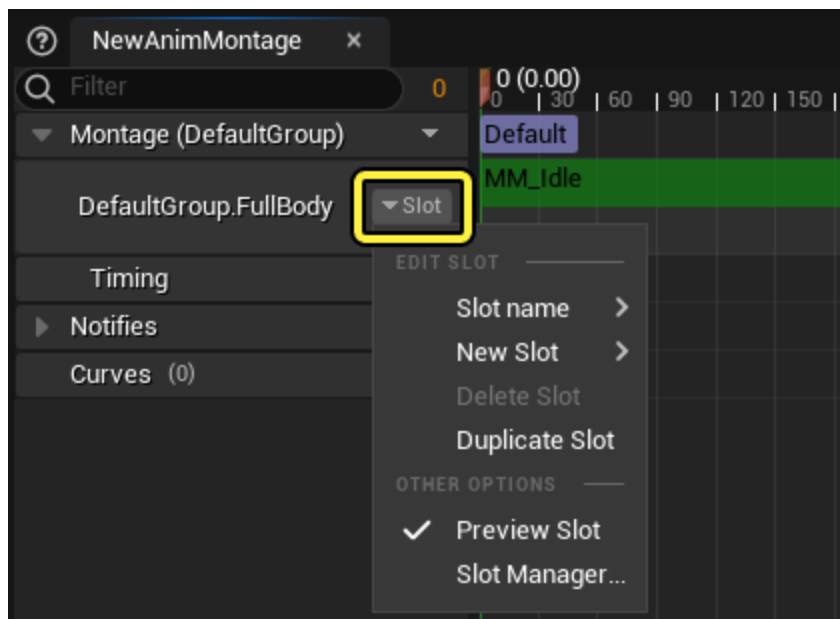 NewAnimMontage
Filter 0
0 (0.00)
0 30 60 90 120 150
Montage (DefaultGroup)
Default
MM_Idle
DefaultGroup.FullBody
Slot
EDIT SLOT
Timing
Slot name
Notifies
New Slot
Curves (0)
Delete Slot
Duplicate Slot
OTHER OPTIONS
Preview Slot
Slot Manager...